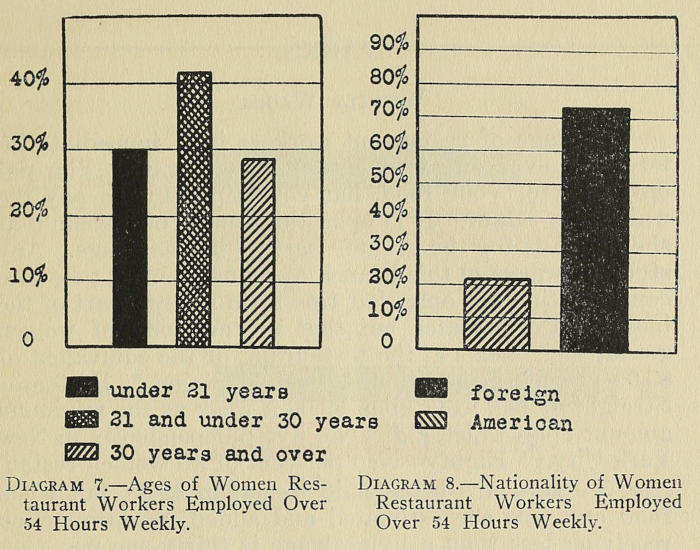 40%
30%
20%
10%
0
under 21 years
21 and under 30 years
30 years and over
DIAGRAM 7.—Ages of Women Res-
taurant Workers Employed Over
54 Hours Weekly.
90%
80%
70%
60%
50%
40%
30%
20%
10%
0
foreign
American
DIAGRAM 8.—Nationality of Women
Restaurant Workers Employed
Over 54 Hours Weekly.